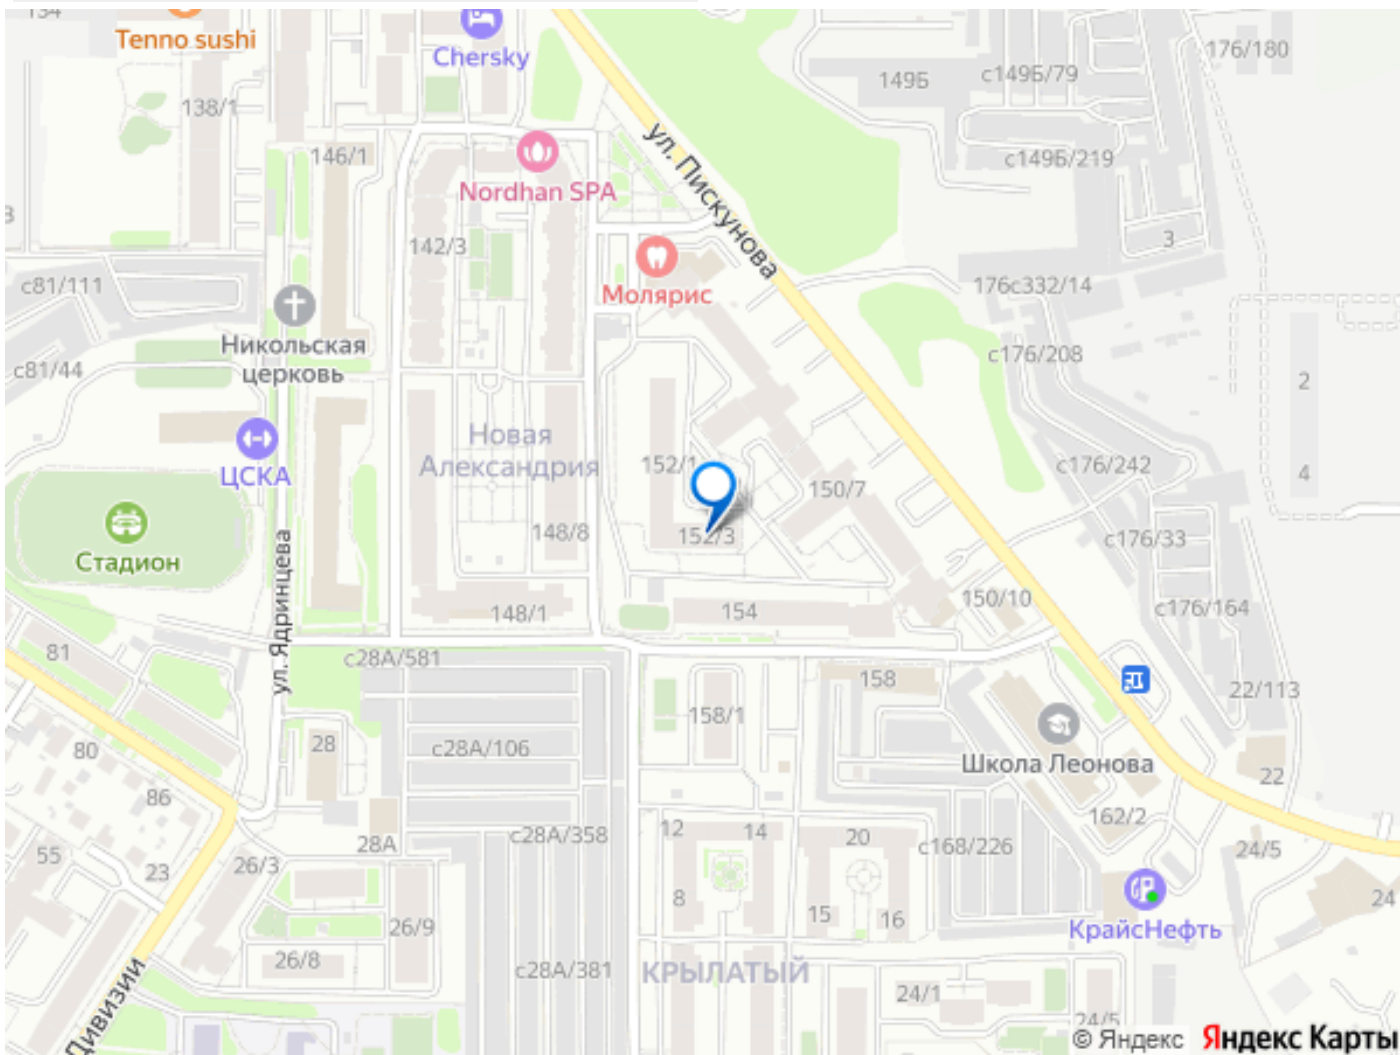 134
Tenno sushi
Chersky
138/1
146/1
Nordhan SPA
ул. Пискунова
149Б
с149Б/79
176/180
с149Б/219
3
142/3
Молярис
3
176с332/14
с81/111
Никольская
церковь
с81/44
с176/208
2
ЦСКА
Новая
Александрия
152/1
150/7
с176/242
4
Стадион
ул. Ядринцева
148/8
152/3
с176/33
148/1
154
150/10
с176/164
81
с28А/581
158
22/113
158/1
28
с28А/106
Школа Леонова
80
22
86
162/2
28А
с28А/358
12
14
20
с168/226
24/5
55
23
26/3
8
15
16
24
26/9
КрайсНефть
26/8
с28А/381
КРЫЛАТЫЙ
24/1
24/5
Дивизии
© Яндекс Яндекс Карты